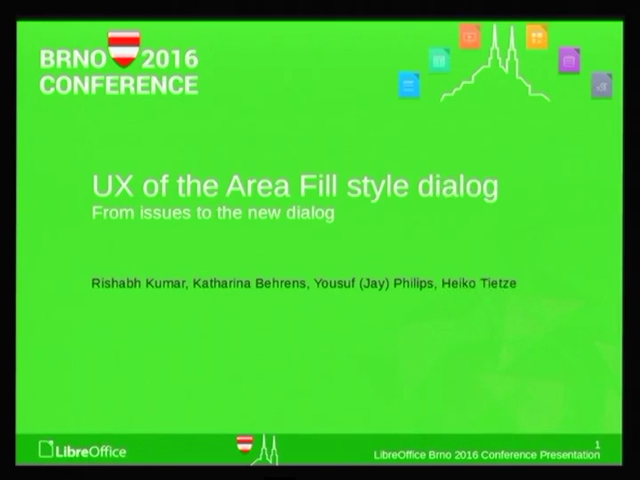 BRNO 2016
CONFERENCE
UX of the Area Fill style dialog
From issues to the new dialog
Rishabh Kumar, Katharina Behrens, Yousuf (Jay) Philips, Heiko Tietze
LibreOffice
1
LibreOffice Brno 2016 Conference Presentation